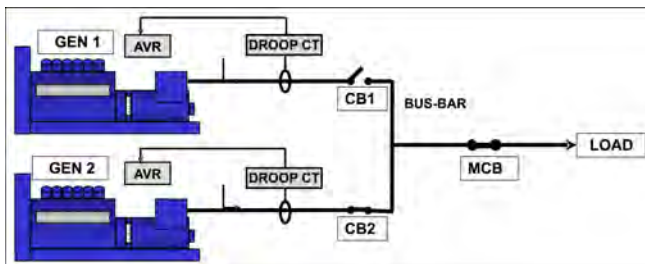 GEN 1
AVR
DROOP CT
CB1
BUS-BAR
LOAD
MCB
GEN 2
AVR
DROOP CT
CB2